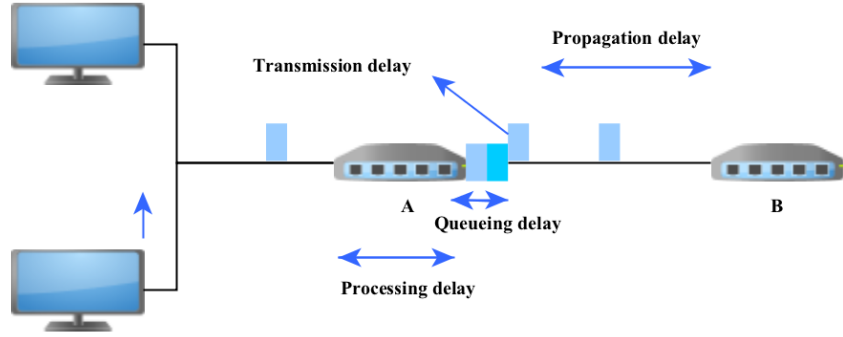 Propagation delay
Transmission delay
A
B
Queueing delay
Processing delay